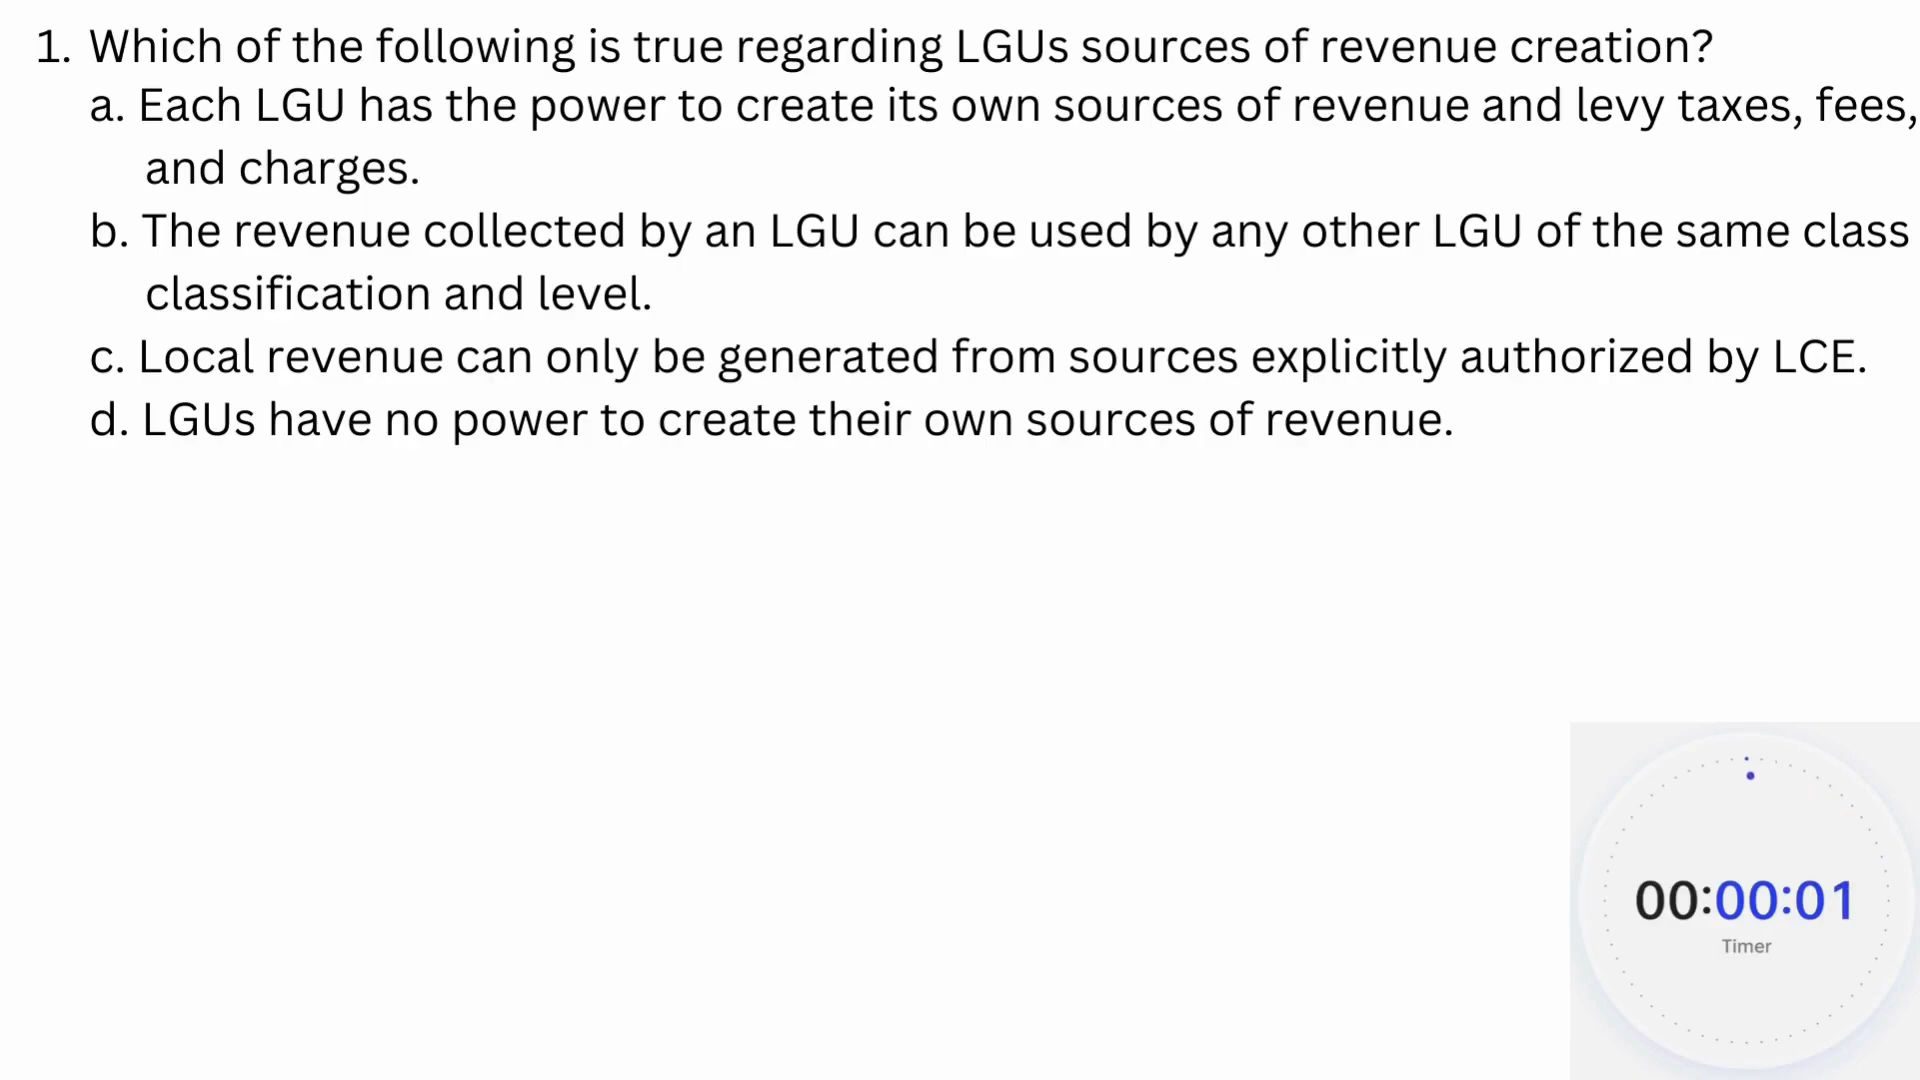 1. Which of the following is true regarding LGUs sources of revenue creation?
a. Each LGU has the power to create its own sources of revenue and levy taxes, fees,
and charges.
b. The revenue collected by an LGU can be used by any other LGU of the same class
classification and level.
c. Local revenue can only be generated from sources explicitly authorized by LCE.
d. LGUs have no power to create their own sources of revenue.
00:00:01
Timer